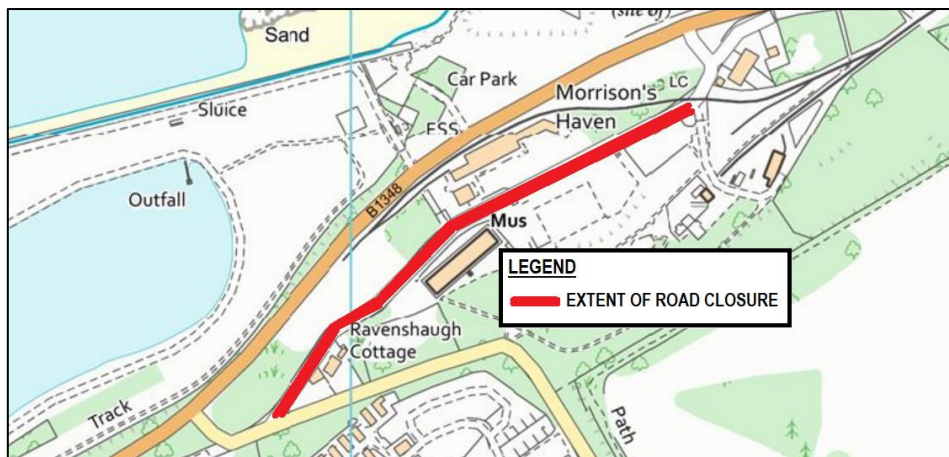 (site of)
Sand
Car Park
Morrison's
Haven
LC
Sluice
ESS
Outfall
B1348
Mus
LEGEND
EXTENT OF ROAD CLOSURE
Ravenshaugh
Cottage
Track
Path